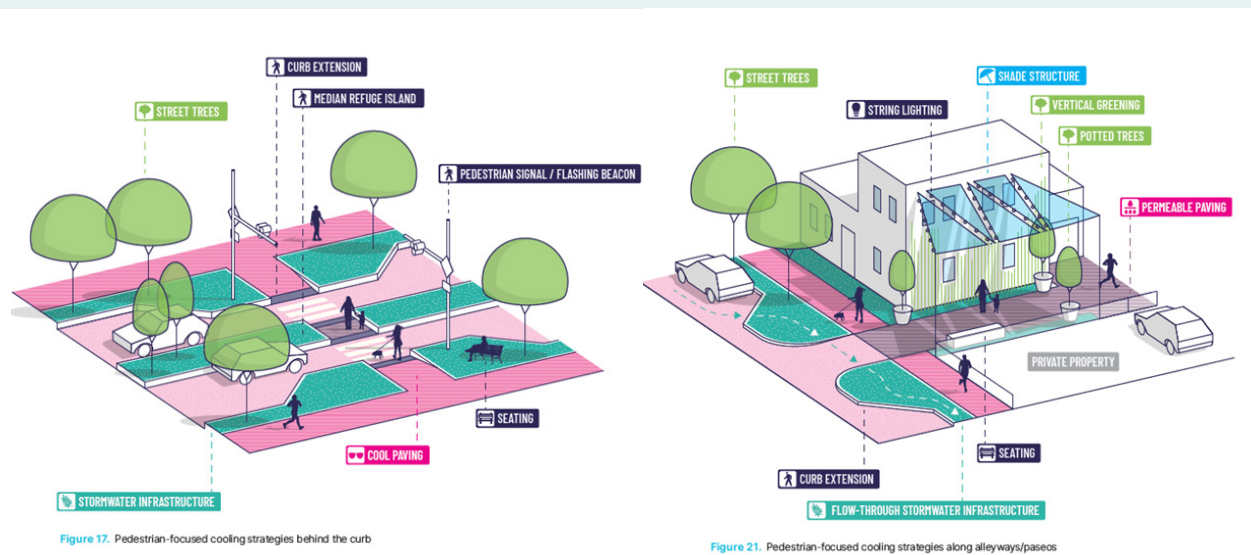 CURB EXTENSION
MEDIAN REFUGE ISLAND
STREET TREES
PEDESTRIAN SIGNAL / FLASHING BEACON
SEATING
COOL PAVING
STORMWATER INFRASTRUCTURE
Figure 17. Pedestrian-focused cooling strategies behind the curb
STREET TREES
SHADE STRUCTURE
STRING LIGHTING
VERTICAL GREENING
POTTED TREES
PERMEABLE PAVING
PRIVATE PROPERTY
SEATING
CURB EXTENSION
FLOW-THROUGH STORMWATER INFRASTRUCTURE
Figure 21. Pedestrian-focused cooling strategies along alleyways/paseos